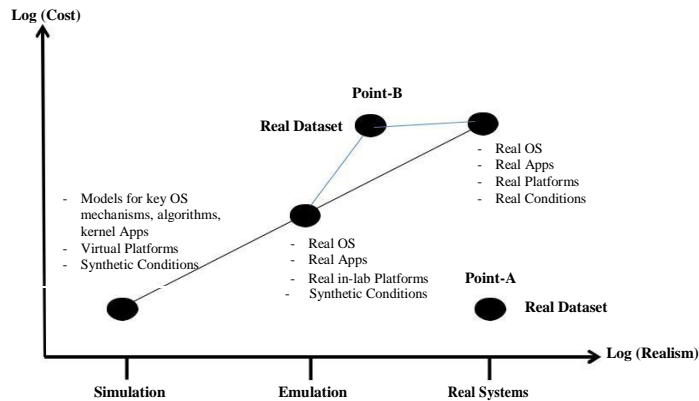 Log (Cost)
Point-B
Real Dataset
- Real OS
- Real Apps
- Real Platforms
- Real Conditions
- Models for key OS
mechanisms, algorithms,
kernel Apps
- Virtual Platforms
- Synthetic Conditions
- Real OS
- Real Apps
- Real in-lab Platforms
- Synthetic Conditions
Point-A
Real Dataset
Log (Realism)
Simulation
Emulation
Real Systems